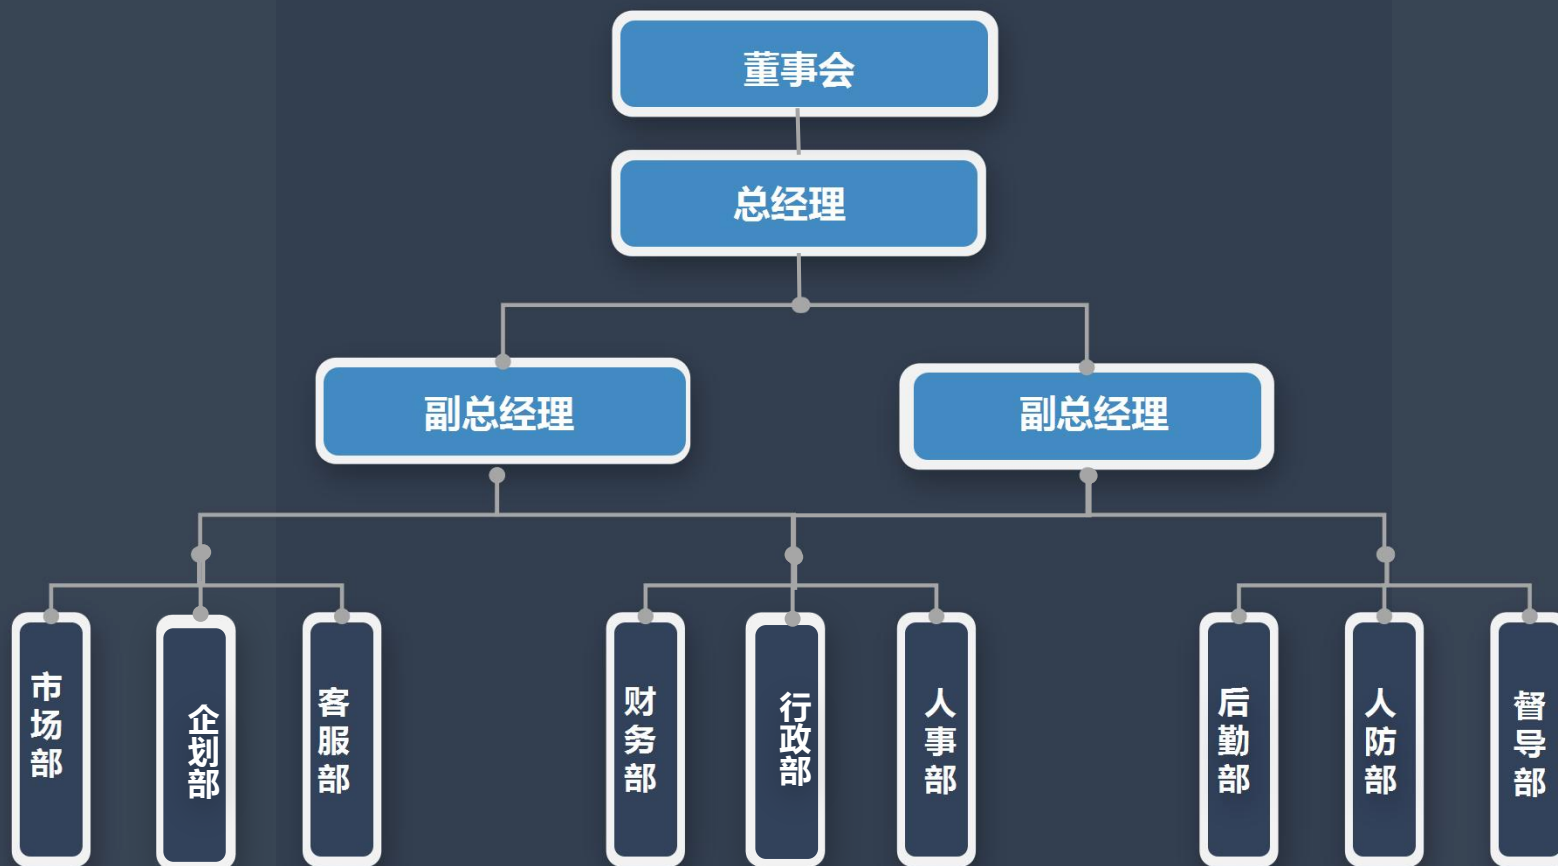 董事会
总经理
副总经理
副总经理
市场部
企划部
客服部
财务部
行政部
人事部
后勤部
人防部
督导部